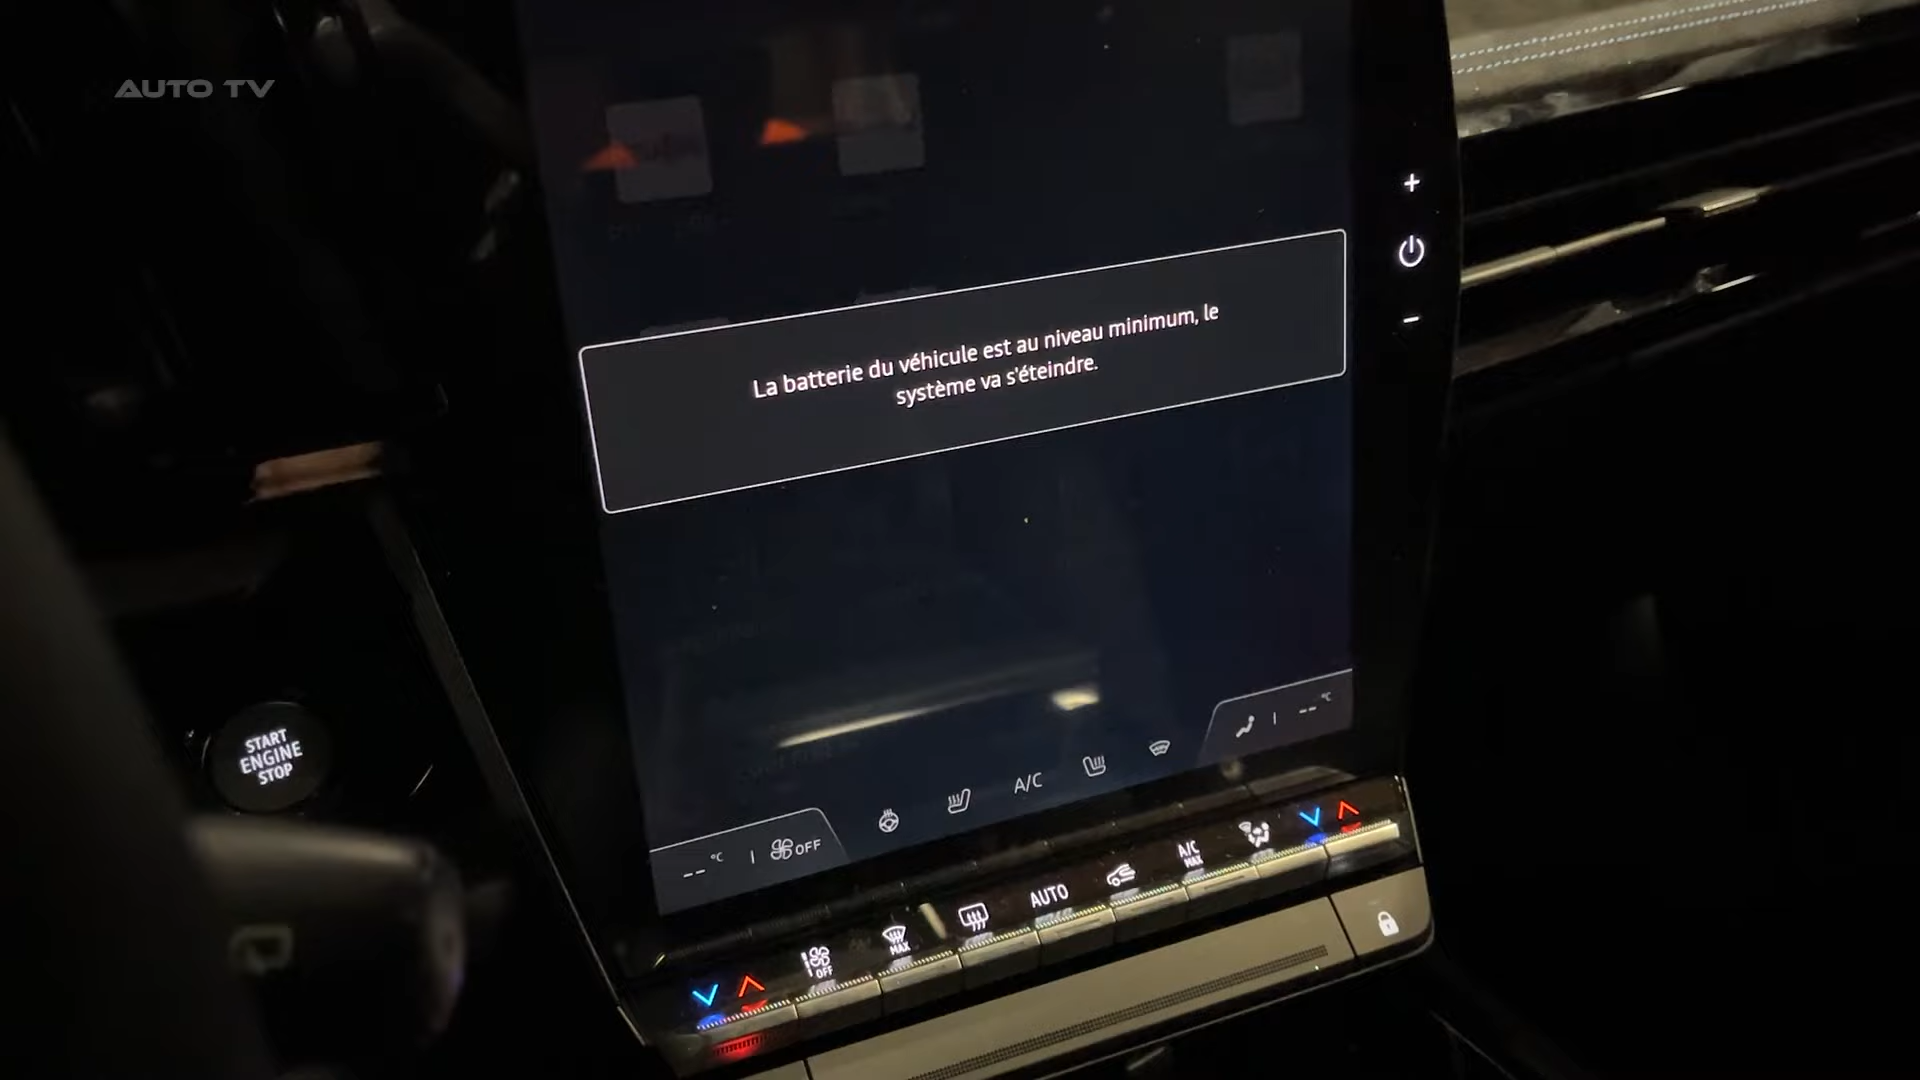 AUTO TV
La batterie du véhicule est au niveau minimum, le
système va s'éteindre.
START
ENGINE
STOP
A/C
-- °C
-- °C
OFF
A/C
MAX
AUTO
MAX
OFF